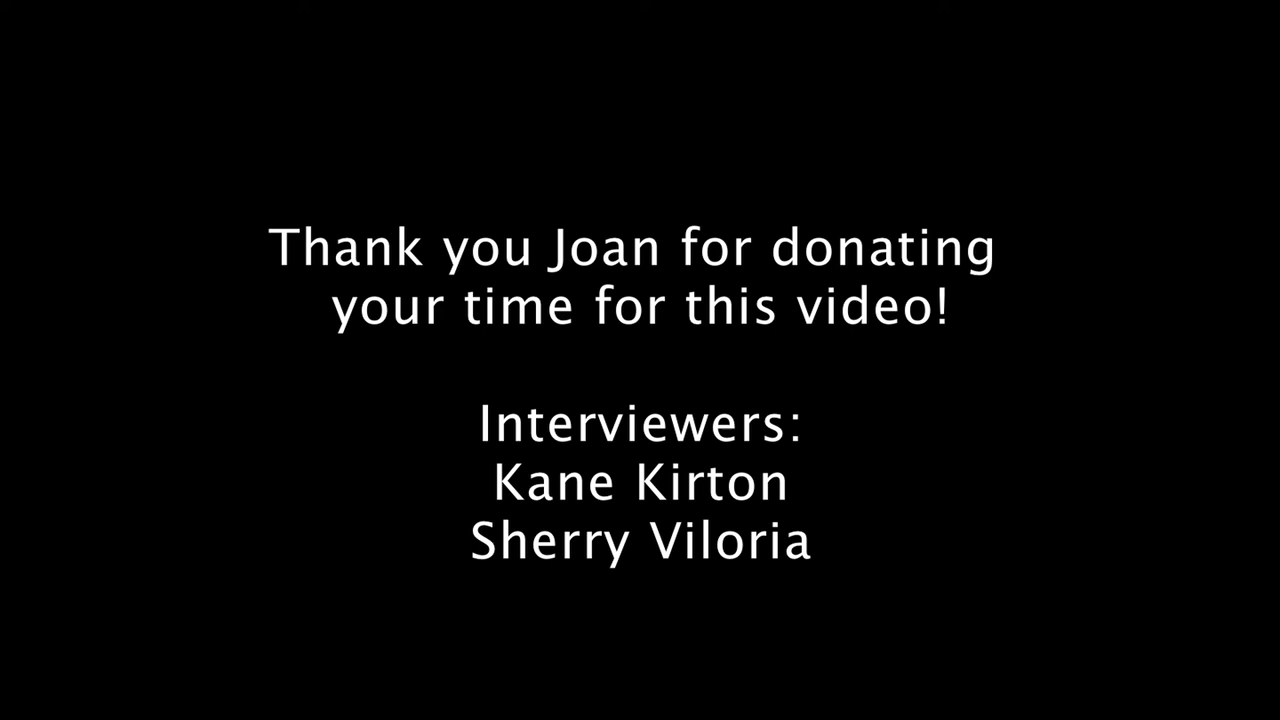 Thank you Joan for donating
your time for this video!
Interviewers:
Kane Kirton
Sherry Viloria